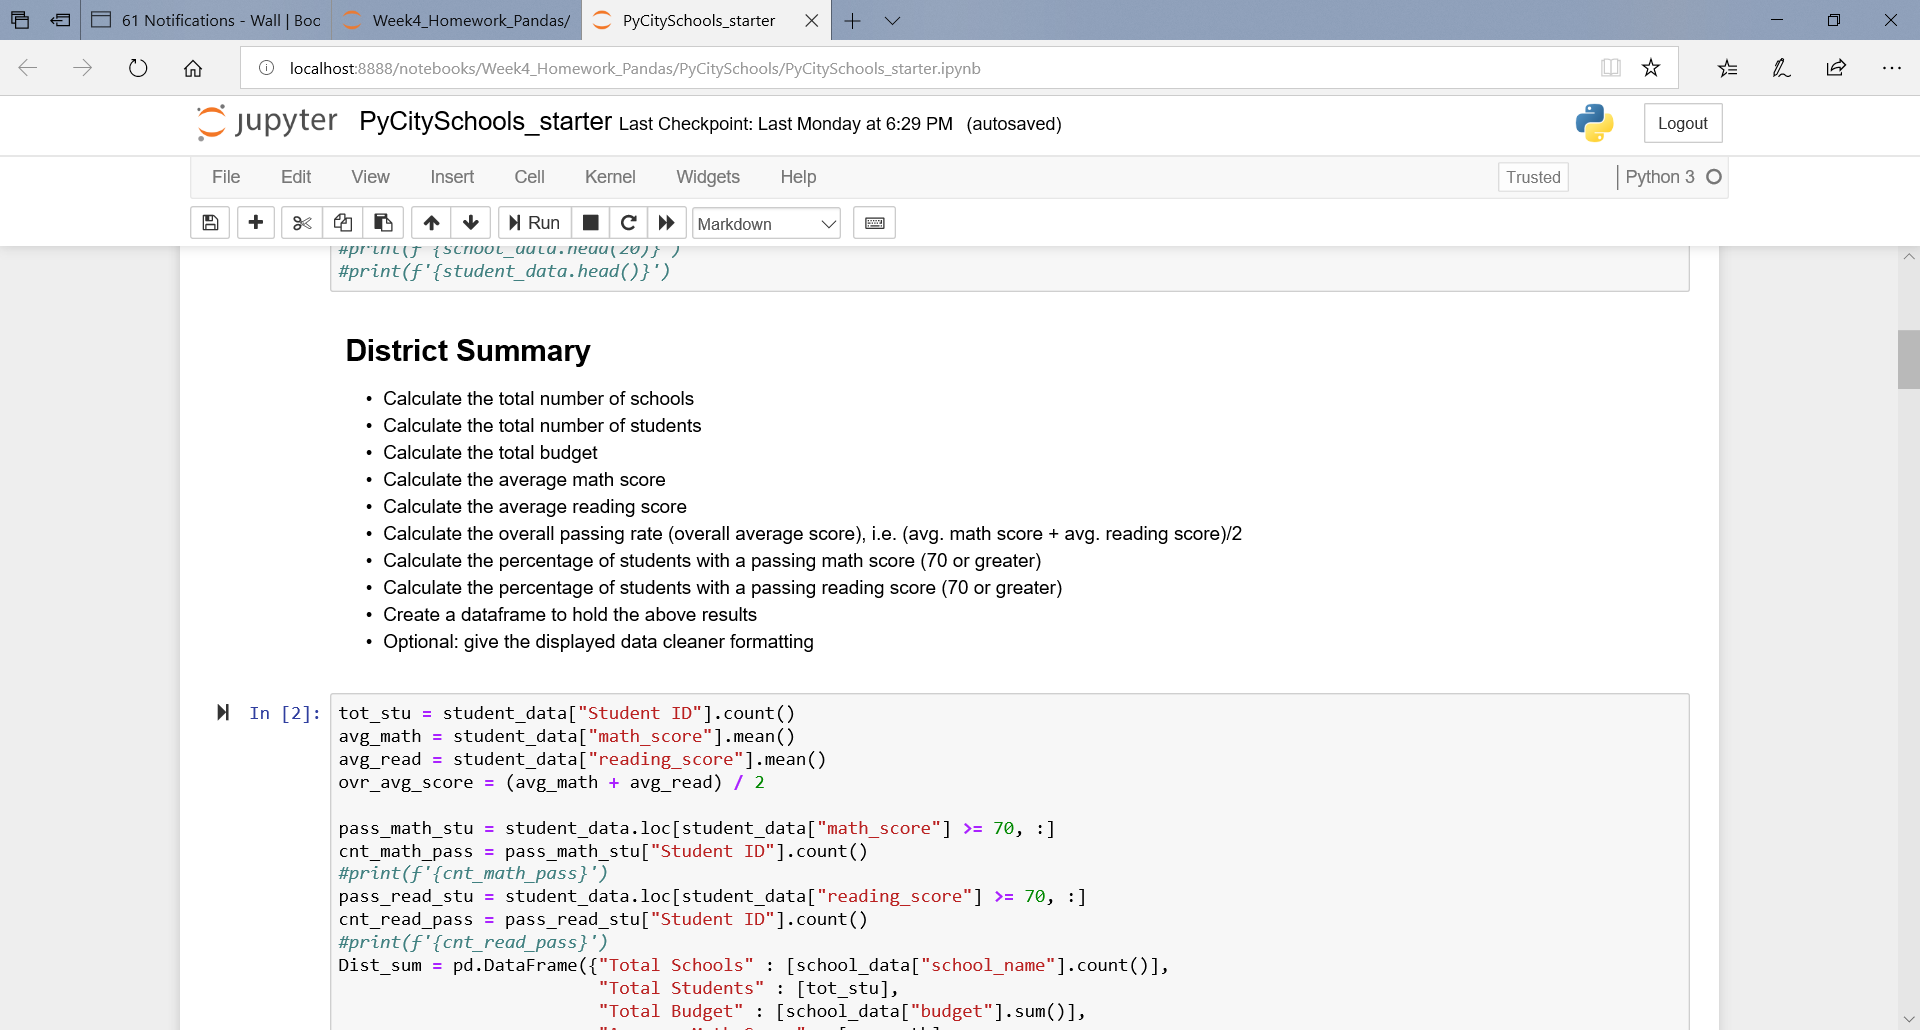 61 Notifications - Wall | Boo
Week4_Homework_Pandas/
PyCitySchools_starter
localhost:8888/notebooks/Week4_Homework_Pandas/PyCitySchools/PyCitySchools_starter.ipynb
jupyter PyCitySchools_starter Last Checkpoint: Last Monday at 6:29 PM (autosaved)
Logout
File Edit View Insert Cell Kernel Widgets Help
Trusted
Python 3
Run
Markdown
#print(f'{school_data.head(20)}')
#print(f'{student_data.head()}')
District Summary
• Calculate the total number of schools
• Calculate the total number of students
• Calculate the total budget
• Calculate the average math score
• Calculate the average reading score
• Calculate the overall passing rate (overall average score), i.e. (avg. math score + avg. reading score)/2
• Calculate the percentage of students with a passing math score (70 or greater)
• Calculate the percentage of students with a passing reading score (70 or greater)
• Create a dataframe to hold the above results
• Optional: give the displayed data cleaner formatting
In [2]:
tot_stu = student_data["Student ID"].count()
avg_math = student_data["math_score"].mean()
avg_read = student_data["reading_score"].mean()
ovr_avg_score = (avg_math + avg_read) / 2
pass_math_stu = student_data.loc[student_data["math_score"] >= 70, :]
cnt_math_pass = pass_math_stu["Student ID"].count()
#print(f'{cnt_math_pass}')
pass_read_stu = student_data.loc[student_data["reading_score"] >= 70, :]
cnt_read_pass = pass_read_stu["Student ID"].count()
#print(f'{cnt_read_pass}')
Dist_sum = pd.DataFrame({"Total Schools" : [school_data["school_name"].count()],
"Total Students" : [tot_stu],
"Total Budget" : [school_data["budget"].sum()],